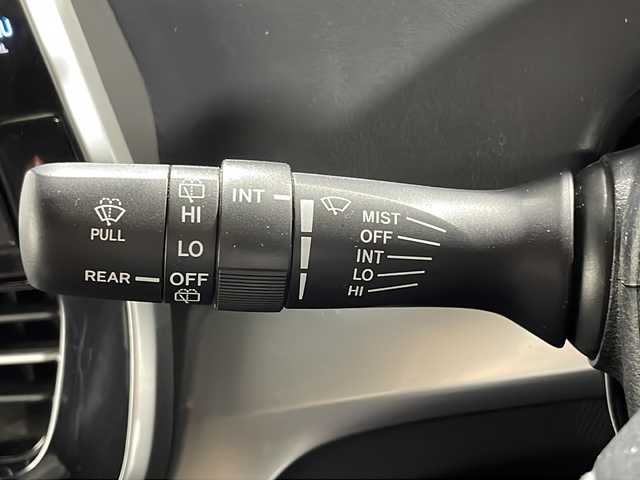 PULL
REAR
HI
LO
OFF
INT
MIST
OFF
INT
LO
HI